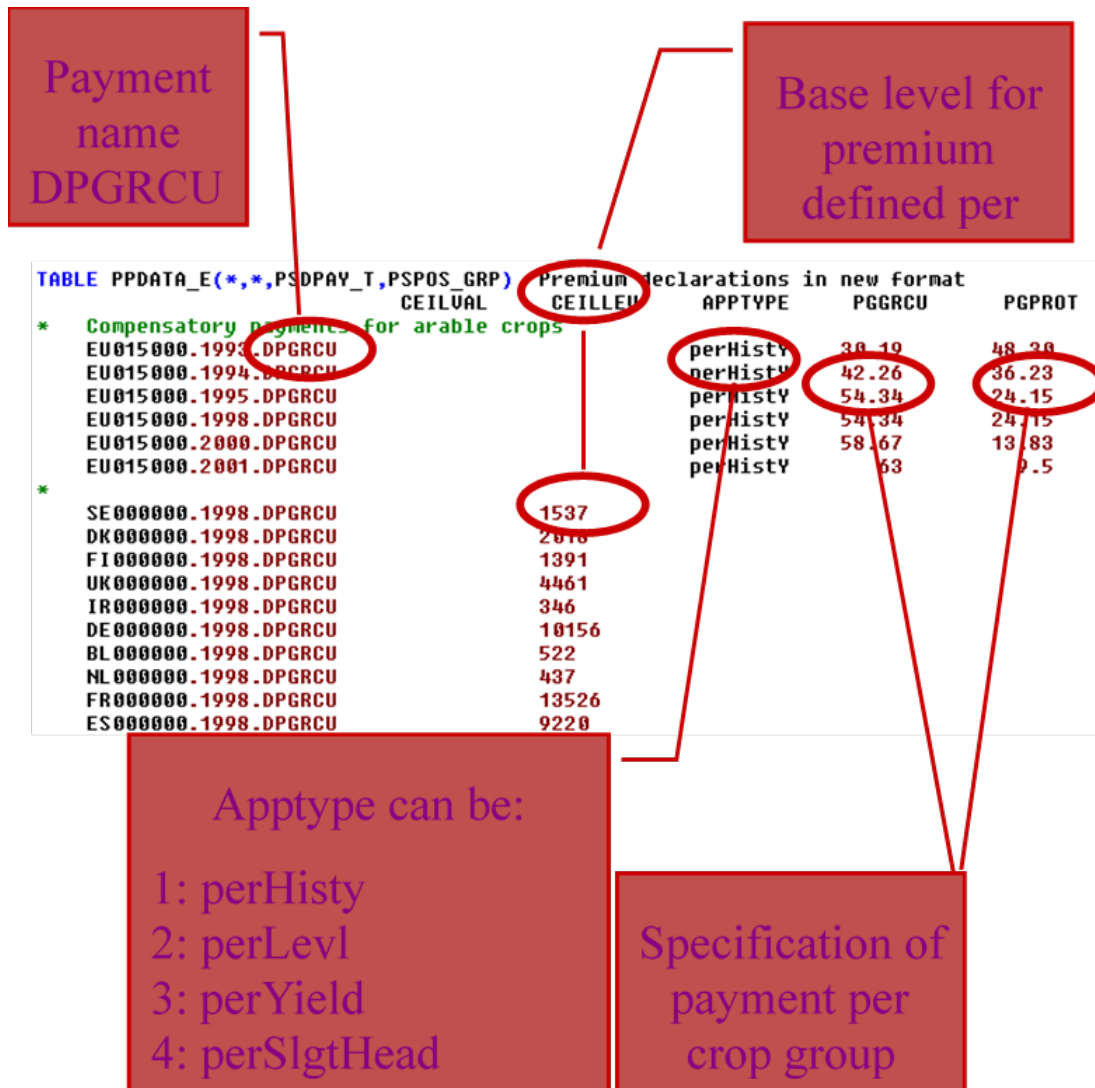 Payment
name
DPGRCU
Base level for
premium
defined per
TABLE PPDATA_E(*,*,PSDPAY_T,PSPOS_GRP) Premium declarations in new format
CEILVAL CEILLEV APPTYPE PGGRCU PGPROT
* Compensatory payments for arable crops
EU015000.1993.DPGRCU perHistY 30.19 48.30
EU015000.1994.DPGRCU perHistY 42.26 36.23
EU015000.1995.DPGRCU perHistY 54.34 24.15
EU015000.1998.DPGRCU perHistY 54.34 24.15
EU015000.2000.DPGRCU perHistY 58.67 13.83
EU015000.2001.DPGRCU perHistY 63 9.5
*
SE000000.1998.DPGRCU 1537
DK000000.1998.DPGRCU
FI000000.1998.DPGRCU 1391
UK000000.1998.DPGRCU 4461
IR000000.1998.DPGRCU 346
DE000000.1998.DPGRCU 10156
BL000000.1998.DPGRCU 522
NL000000.1998.DPGRCU 437
FR000000.1998.DPGRCU 13526
ES000000.1998.DPGRCU 9220
Apptype can be:
1: perHisty
2: perLevl
3: perYield
4: perSlgtHead
Specification of
payment per
crop group